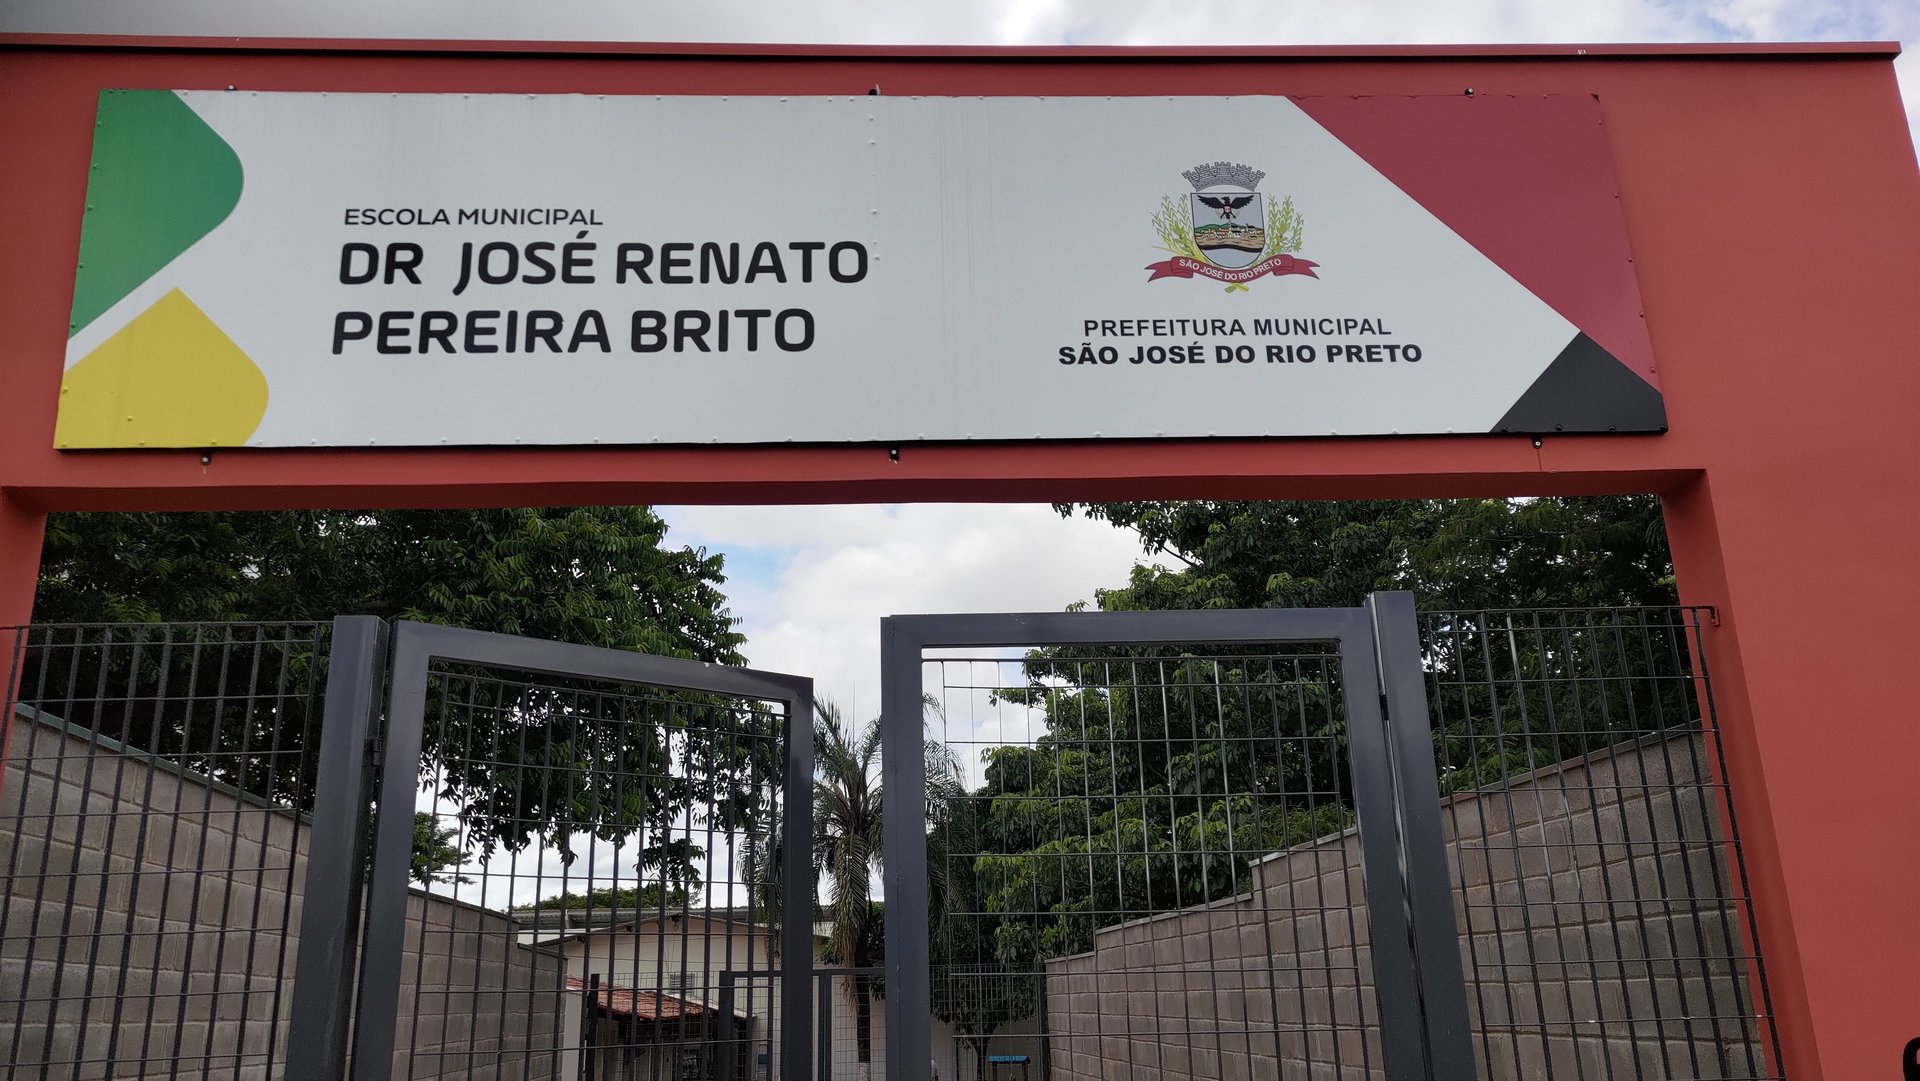 ESCOLA MUNICIPAL
DR JOSÉ RENATO
PEREIRA BRITO
SÃO JOSÉ DO RIO PRETO
PREFEITURA MUNICIPAL
SÃO JOSÉ DO RIO PRETO